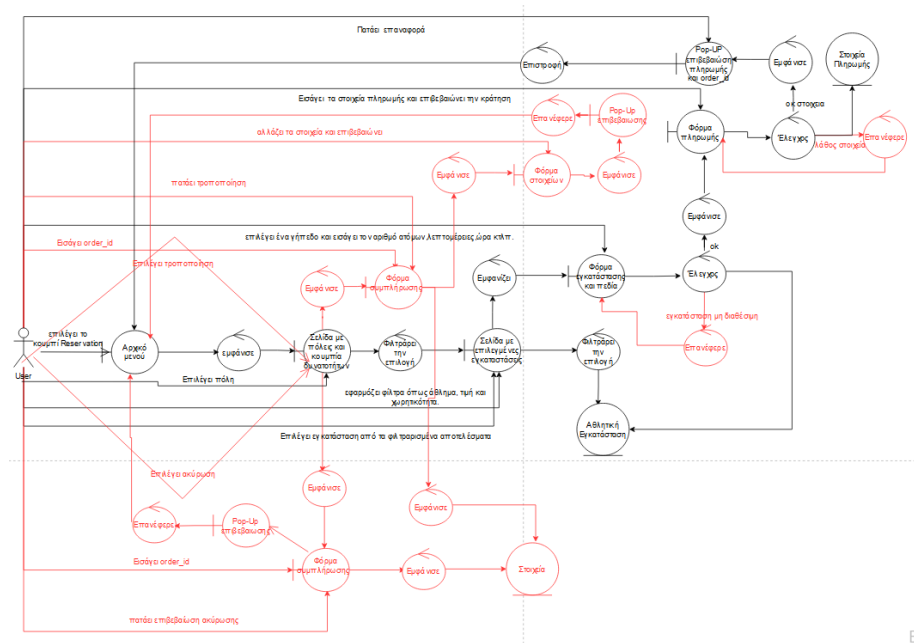 Πατάει επαναφορά
Επιστροφή
Pop-UP
επιβεβαίωση
πληρωμής
και order_id
Εμφάνισε
Στοιχεία
Πληρωμής
οκ στοιχεια
Εισάγει τα στοιχεία πληρωμής και επιβεβαιώνει την κράτηση
Επανέφερε
Pop-Up
επιβεβαιωσης
Φόρμα
πληρωμής
Έλεγχος
λάθος στοιχεία
Επανέφερε
αλλάζει τα στοιχεία και επιβεβαιώνει
Εμφάνισε
Φόρμα
στοιχείων
Εμφάνισε
πατάει τροποποίηση
Εμφάνισε
Εισάγει order_id
επιλέγει ένα γήπεδο και εισάγει τον αριθμό ατόμων,λεπτομέρειες,ώρα κτλπ.
ok
Επιλέγει τροποποίηση
Εμφάνισε
Φόρμα
συμπλήρωσης
Εμφανίζει
Φόρμα
εγκατάστασης
και πεδία
Έλεγχος
εγκατάσταση μη διαθέσιμη
επιλέγει το
κουμπί Reservation
User
Αρχικό
μενού
εμφάνισε
Σελίδα με
πόλεις και
κουμπία
δυνατοτήτων
Φιλτράρει
την
επιλογή
Σελίδα με
επιλεγμένες
εγκαταστάσεις
Φιλτράρει
την
επιλογή
Επανέφερε
Επιλέγει πόλη
εφαρμόζει φίλτρα όπως άθλημα, τιμή και
χωρητικότητα.
Αθλητική
Εγκατάσταση
Επιλέγει εγκατάσταση από τα φιλτραρισμένα αποτελέσματα
Επιλέγει ακύρωση
Εμφάνισε
Εμφάνισε
Επανέφερε
Pop-Up
επιβεβαίωσης
Εισάγει order_id
Φόρμα
συμπλήρωσης
Εμφάνισε
Στοιχεία
πατάει επιβεβαίωση ακύρωσης
E